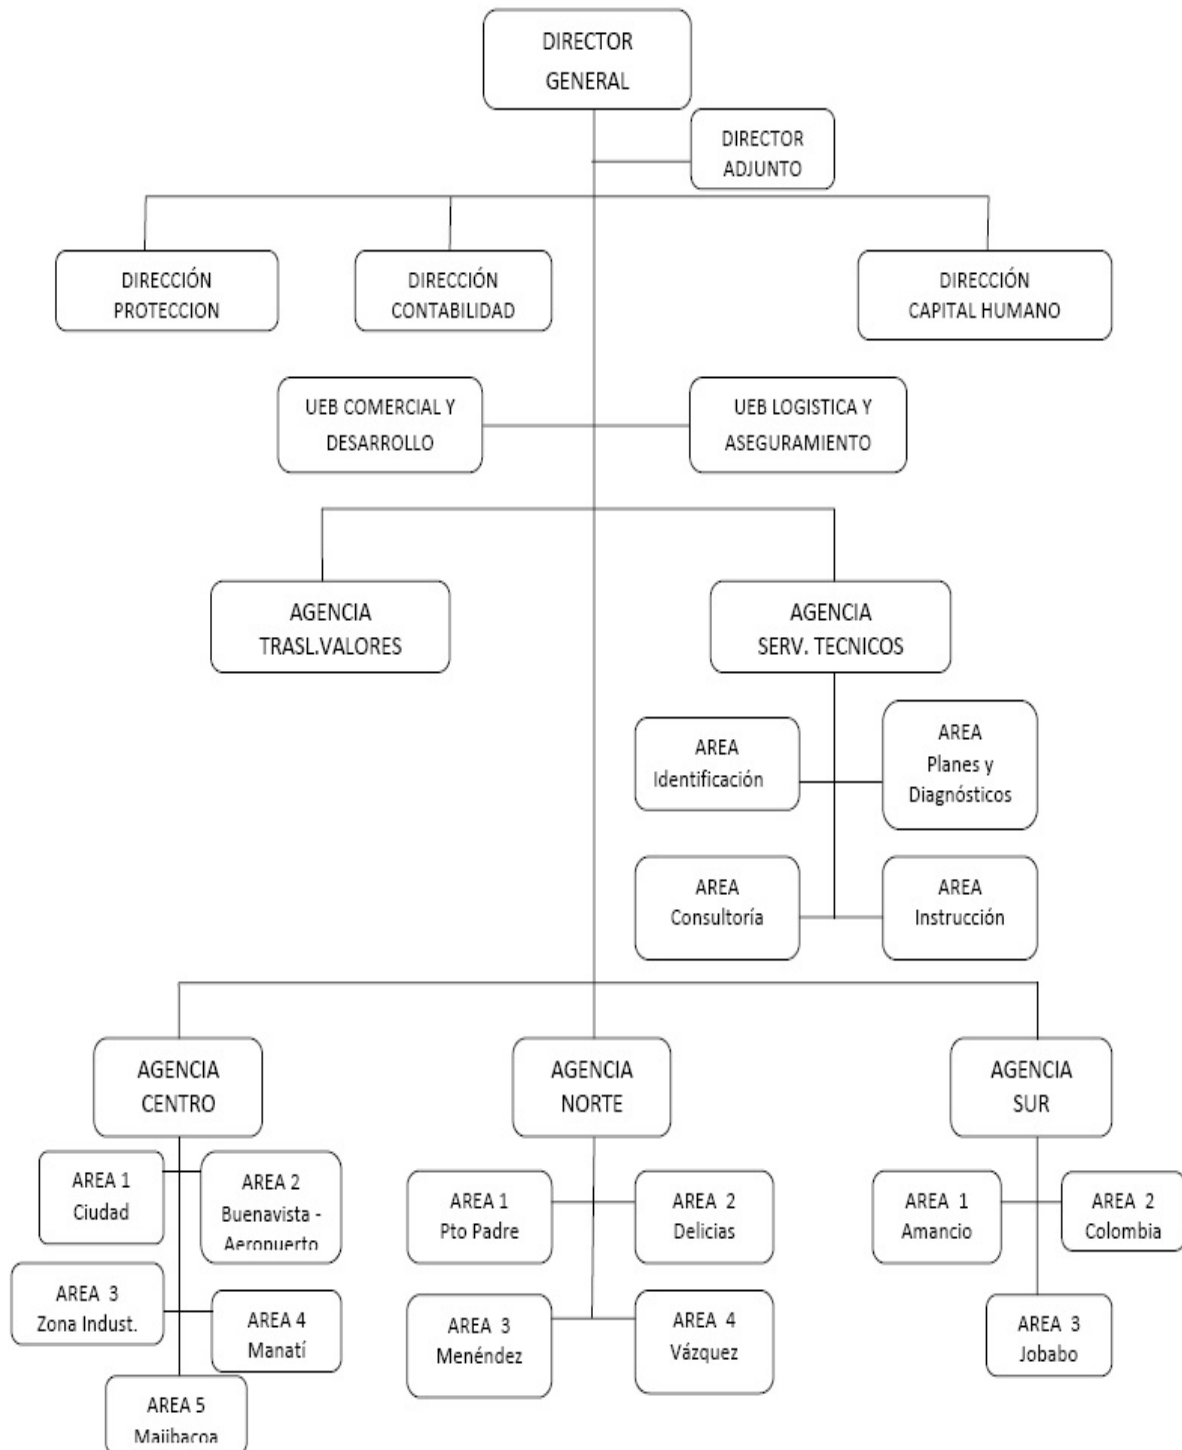 DIRECTOR
GENERAL
DIRECTOR
ADJUNTO
DIRECCIÓN
PROTECCION
DIRECCIÓN
CONTABILIDAD
DIRECCIÓN
CAPITAL HUMANO
UEB COMERCIAL Y
DESARROLLO
UEB LOGISTICA Y
ASEGURAMIENTO
AGENCIA
TRASL.VALORES
AGENCIA
SERV. TECNICOS
AREA
Identificación
AREA
Planes y
Diagnósticos
AREA
Consultoría
AREA
Instrucción
AGENCIA
CENTRO
AGENCIA
NORTE
AGENCIA
SUR
AREA 1
Ciudad
AREA 2
Buenavista -
Aeropuerto
AREA 3
Zona Indust.
AREA 4
Manatí
AREA 5
Majibacoa
AREA 1
Pto Padre
AREA 2
Delicias
AREA 3
Menéndez
AREA 4
Vázquez
AREA 1
Amancio
AREA 2
Colombia
AREA 3
Jobabo